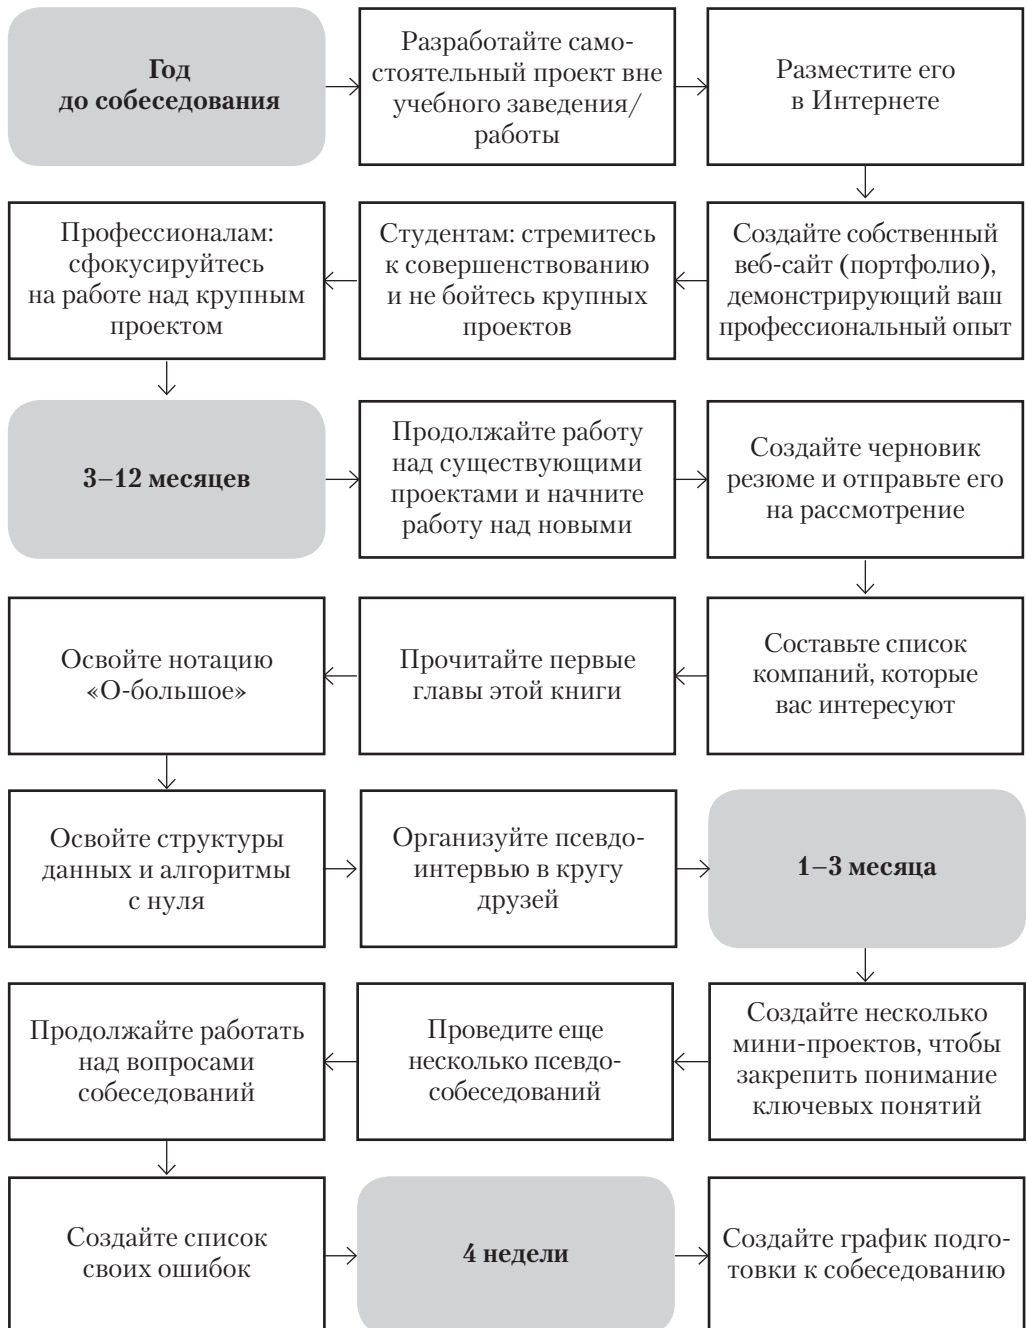 Год
до собеседования
Разработайте само-
стоятельный проект вне
учебного заведения/
работы
Разместите его
в Интернете
Создайте собственный
веб-сайт (портфолио),
демонстрирующий ваш
профессиональный опыт
Студентам: стремитесь
к совершенствованию
и не бойтесь крупных
проектов
Профессионалам:
сфокусируйтесь
на работе над крупным
проектом
3–12 месяцев
Продолжайте работу
над существующими
проектами и начните
работу над новыми
Создайте черновик
резюме и отправьте его
на рассмотрение
Составьте список
компаний, которые
вас интересуют
Прочитайте первые
главы этой книги
Освойте нотацию
«О-большое»
Освойте структуры
данных и алгоритмы
с нуля
Организуйте псевдо-
интервью в кругу
друзей
1–3 месяца
Создайте несколько
мини-проектов, чтобы
закрепить понимание
ключевых понятий
Проведите еще
несколько псевдо-
собеседований
Продолжайте работать
над вопросами
собеседований
Создайте список
своих ошибок
4 недели
Создайте график подго-
товки к собеседованию